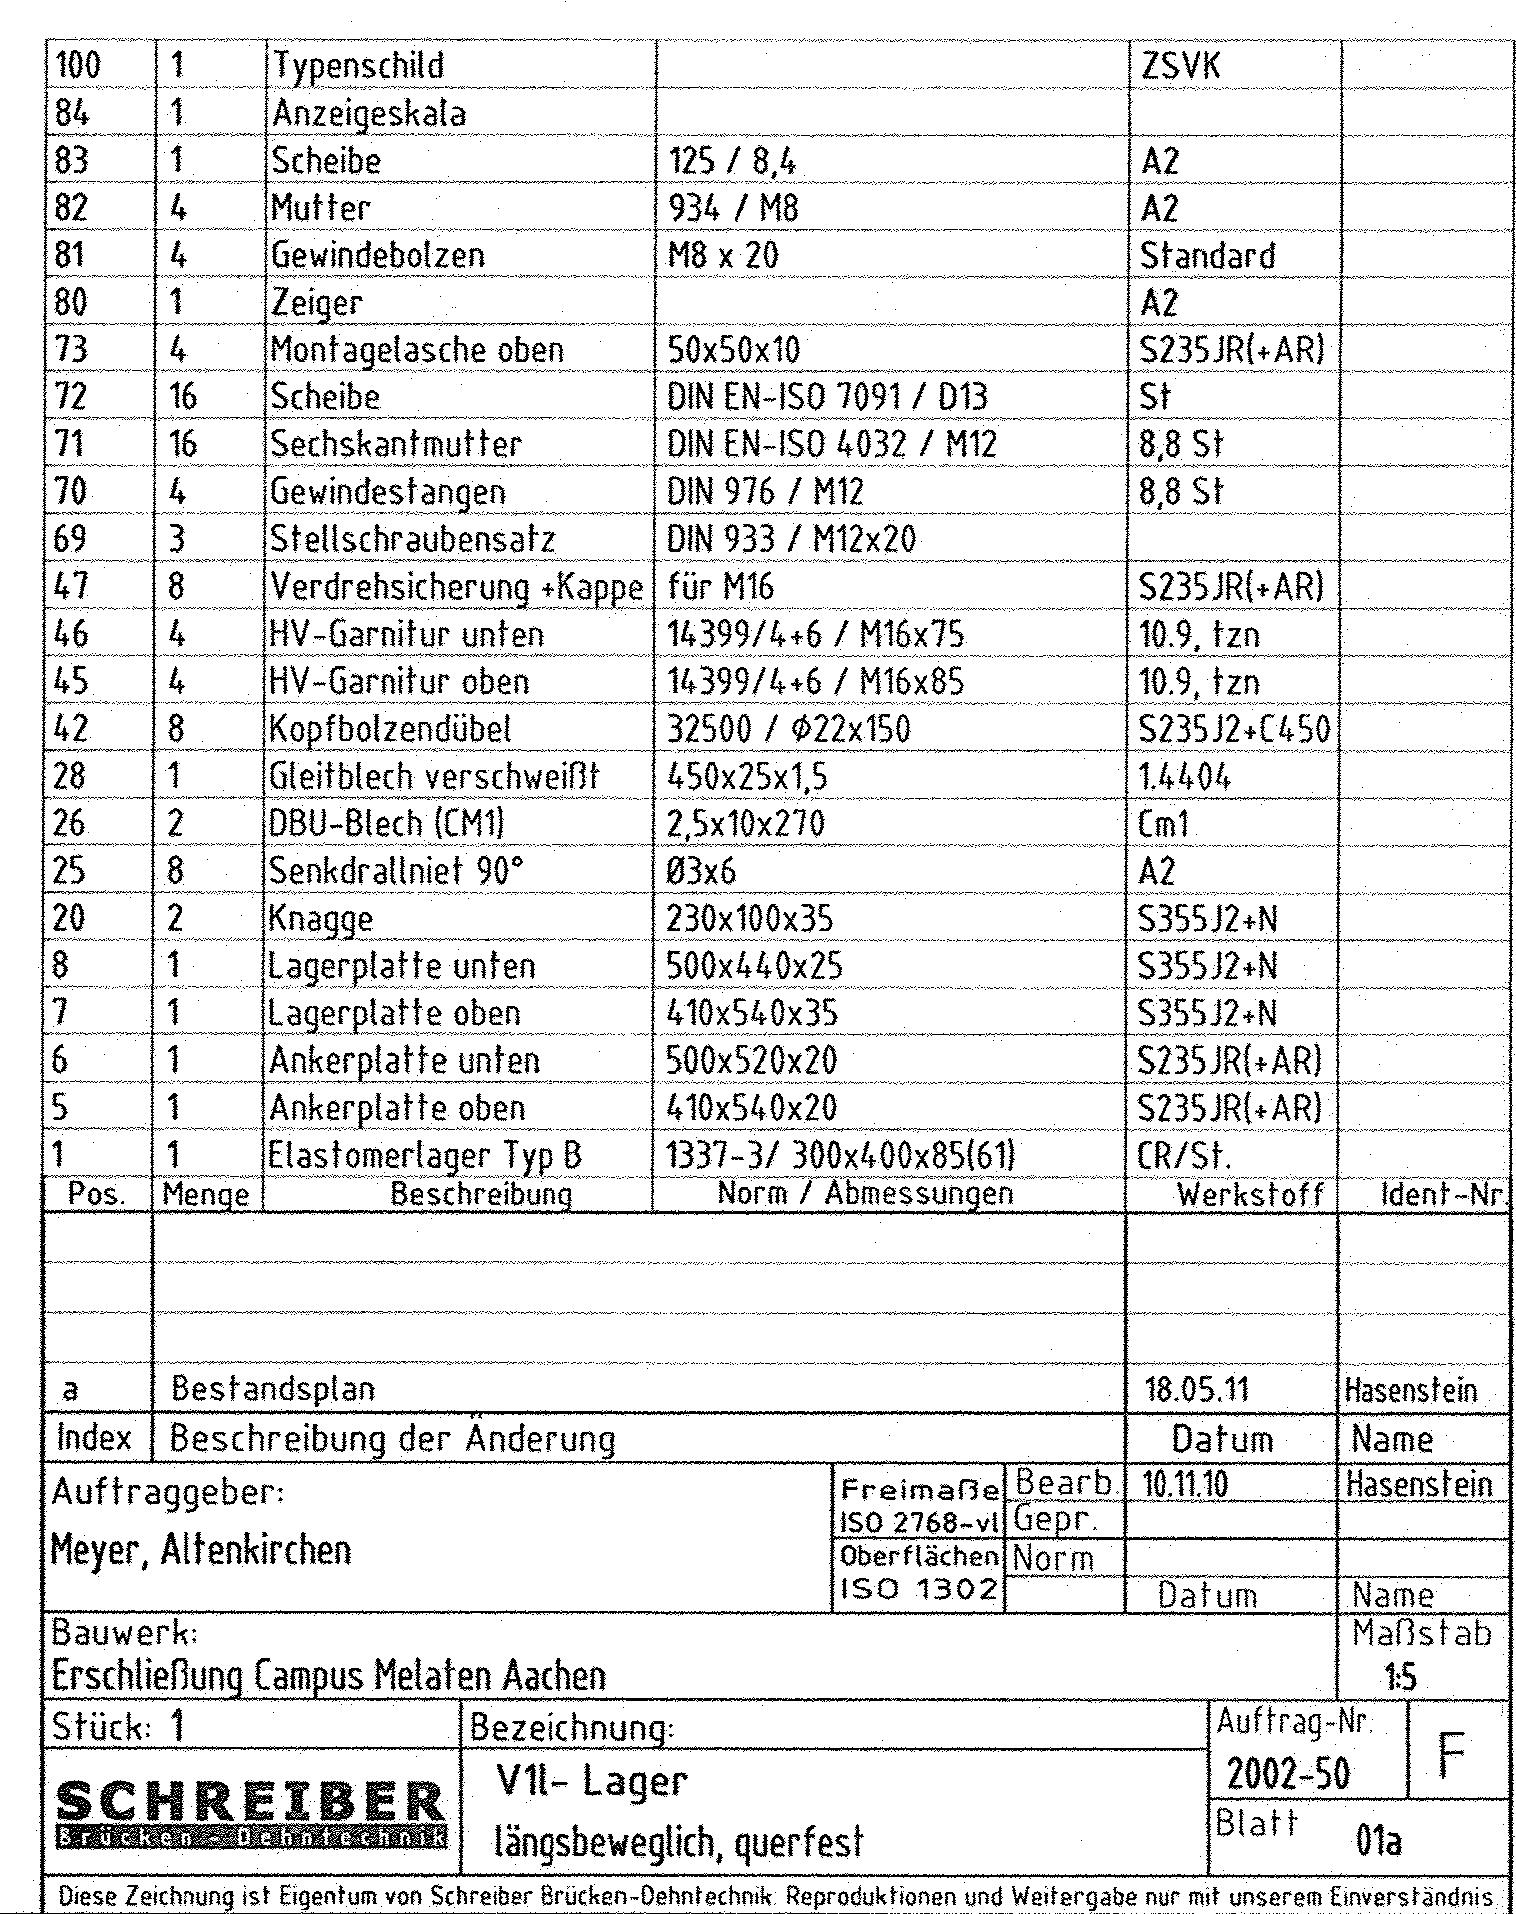 100 1 Typenschild ZSVK
84 1 Anzeigeskala
83 1 Scheibe 125 / 8,4 A2
82 4 Mutter 934 / M8 A2
81 4 Gewindebolzen M8 x 20 Standard
80 1 Zeiger A2
73 4 Montagelasche oben 50x50x10 S235JR(+AR)
72 16 Scheibe DIN EN-ISO 7091 / D13 St
71 16 Sechskantmutter DIN EN-ISO 4032 / M12 8,8 St
70 4 Gewindestangen DIN 976 / M12 8,8 St
69 3 Stellschraubensatz DIN 933 / M12x20
47 8 Verdrehsicherung +Kappe für M16 S235JR(+AR)
46 4 HV-Garnitur unten 14399/4+6 / M16x75 10.9, tzn
45 4 HV-Garnitur oben 14399/4+6 / M16x85 10.9, tzn
42 8 Kopfbolzendübel 32500 / Φ22x150 S235J2+C450
28 1 Gleitblech verschweißt 450x25x1,5 1.4404
26 2 DBU-Blech (CM1) 2,5x10x270 Cm1
25 8 Senkdrallniet 90° Ø3x6 A2
20 2 Knagge 230x100x35 S355J2+N
8 1 Lagerplatte unten 500x440x25 S355J2+N
7 1 Lagerplatte oben 410x540x35 S355J2+N
6 1 Ankerplatte unten 500x520x20 S235JR(+AR)
5 1 Ankerplatte oben 410x540x20 S235JR(+AR)
1 1 Elastomerlager Typ B 1337-3/ 300x400x85(61) CR/St.
Pos. Menge Beschreibung Norm / Abmessungen Werkstoff Ident-Nr.
a Bestandsplan 18.05.11 Hasenstein
Index Beschreibung der Änderung Datum Name
Auftraggeber:
Meyer, Altenkirchen
Freimaße Bearb. 10.11.10 Hasenstein
ISO 2768-vl Gepr.
Oberflächen Norm
ISO 1302 Datum Name
Bauwerk:
Erschließung Campus Melaten Aachen
Maßstab
1:5
Stück: 1
Bezeichnung:
V1l- Lager
längsbeweglich, querfest
Auftrag-Nr.
2002-50
F
Blatt 01a
SCHREIBER
Brücken-Dehntechnik
Diese Zeichnung ist Eigentum von Schreiber Brücken-Dehntechnik. Reproduktionen und Weitergabe nur mit unserem Einverständnis